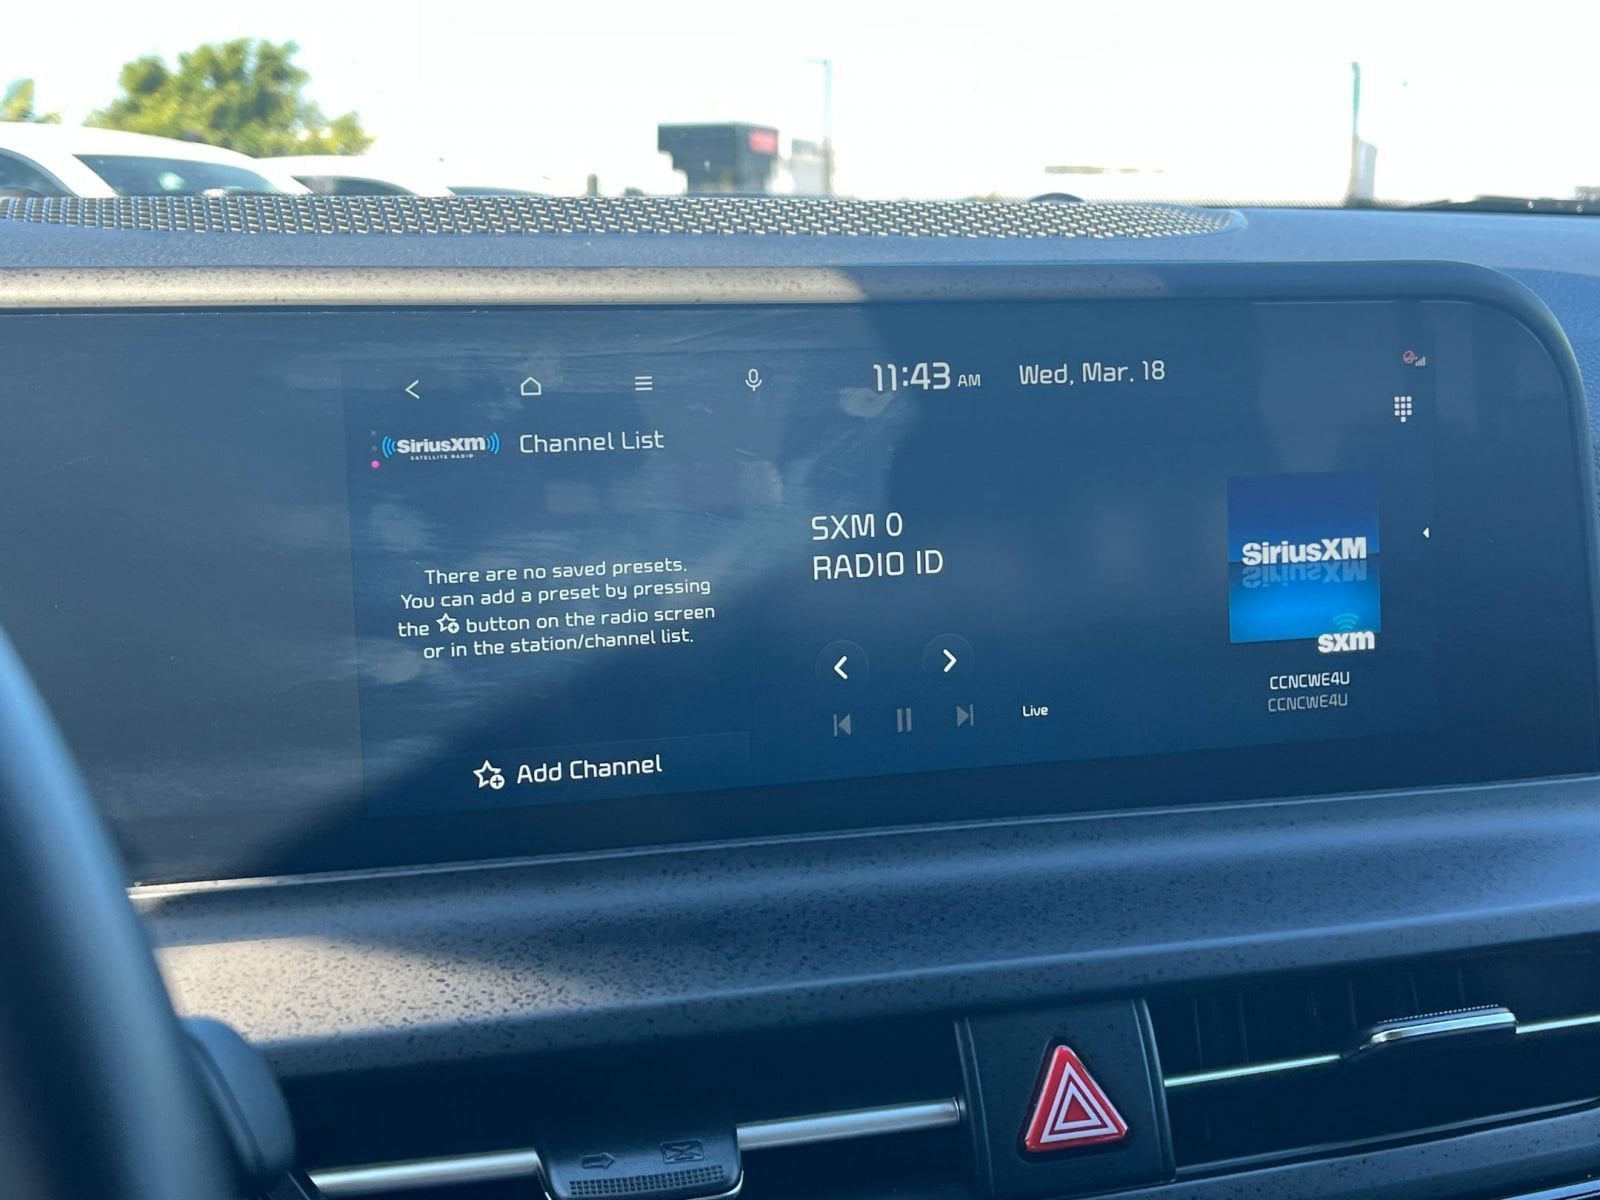 11:43 AM Wed, Mar. 18
SiriusXM Channel List
SATELLITE RADIO
There are no saved presets.
You can add a preset by pressing
the button on the radio screen
or in the station/channel list.
Add Channel
SXM 0
RADIO ID
Live
SiriusXM
sxm
CCNCWE4U
CCNCWE4U